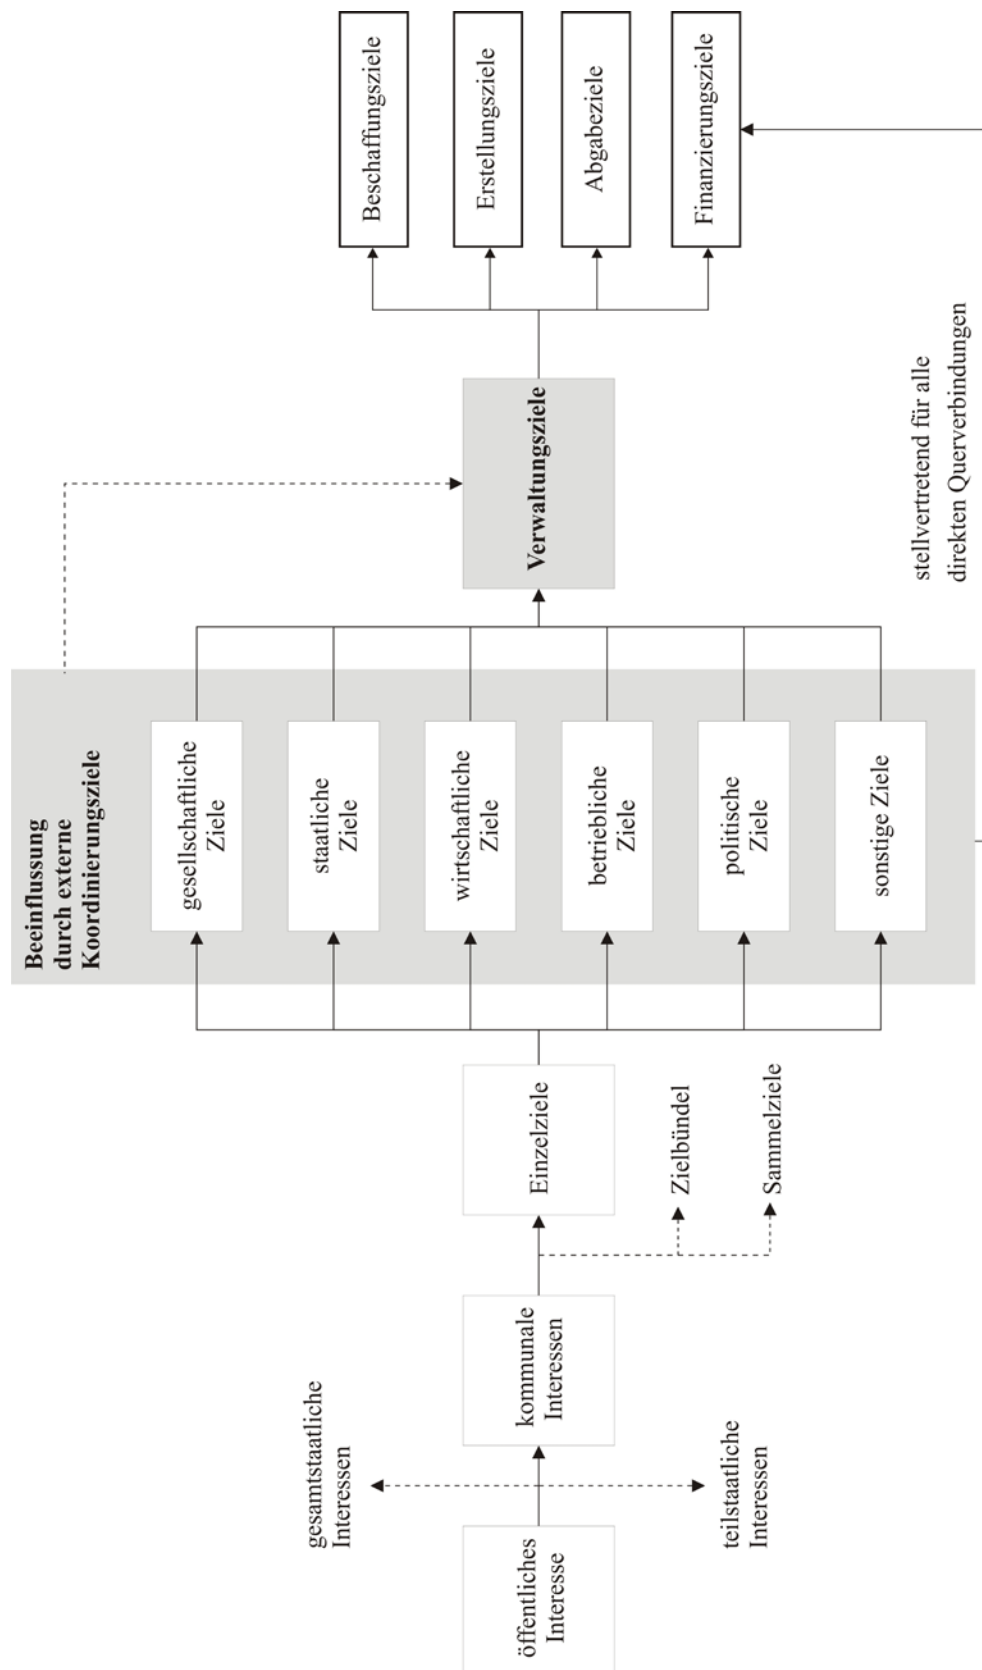 öffentliches
Interesse
gesamtstaatliche
Interessen
teilstaatliche
Interessen
kommunale
Interessen
Einzelziele
Zielbündel
Sammelziele
Beeinflussung
durch externe
Koordinierungsziele
gesellschaftliche
Ziele
staatliche
Ziele
wirtschaftliche
Ziele
betriebliche
Ziele
politische
Ziele
sonstige Ziele
Verwaltungsziele
stellvertretend für alle
direkten Querverbindungen
Beschaffungsziele
Erstellungsziele
Abgabeziele
Finanzierungsziele